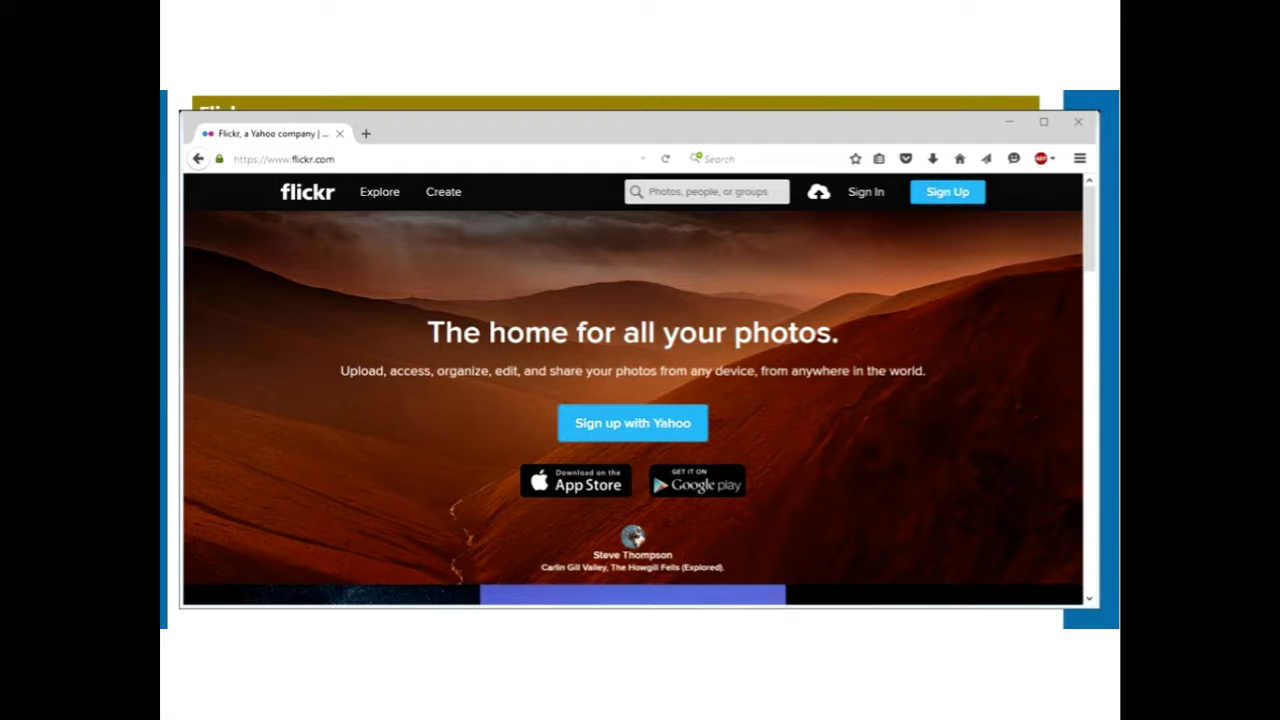 Flickr
Flickr, a Yahoo company | ...
https://www.flickr.com
Search
flickr Explore Create Photos, people, or groups Sign In Sign Up
The home for all your photos.
Upload, access, organize, edit, and share your photos from any device, from anywhere in the world.
Sign up with Yahoo
Download on the
App Store
GET IT ON
Google play
Steve Thompson
Carlin Gill Valley, The Howgill Fells (Explored).